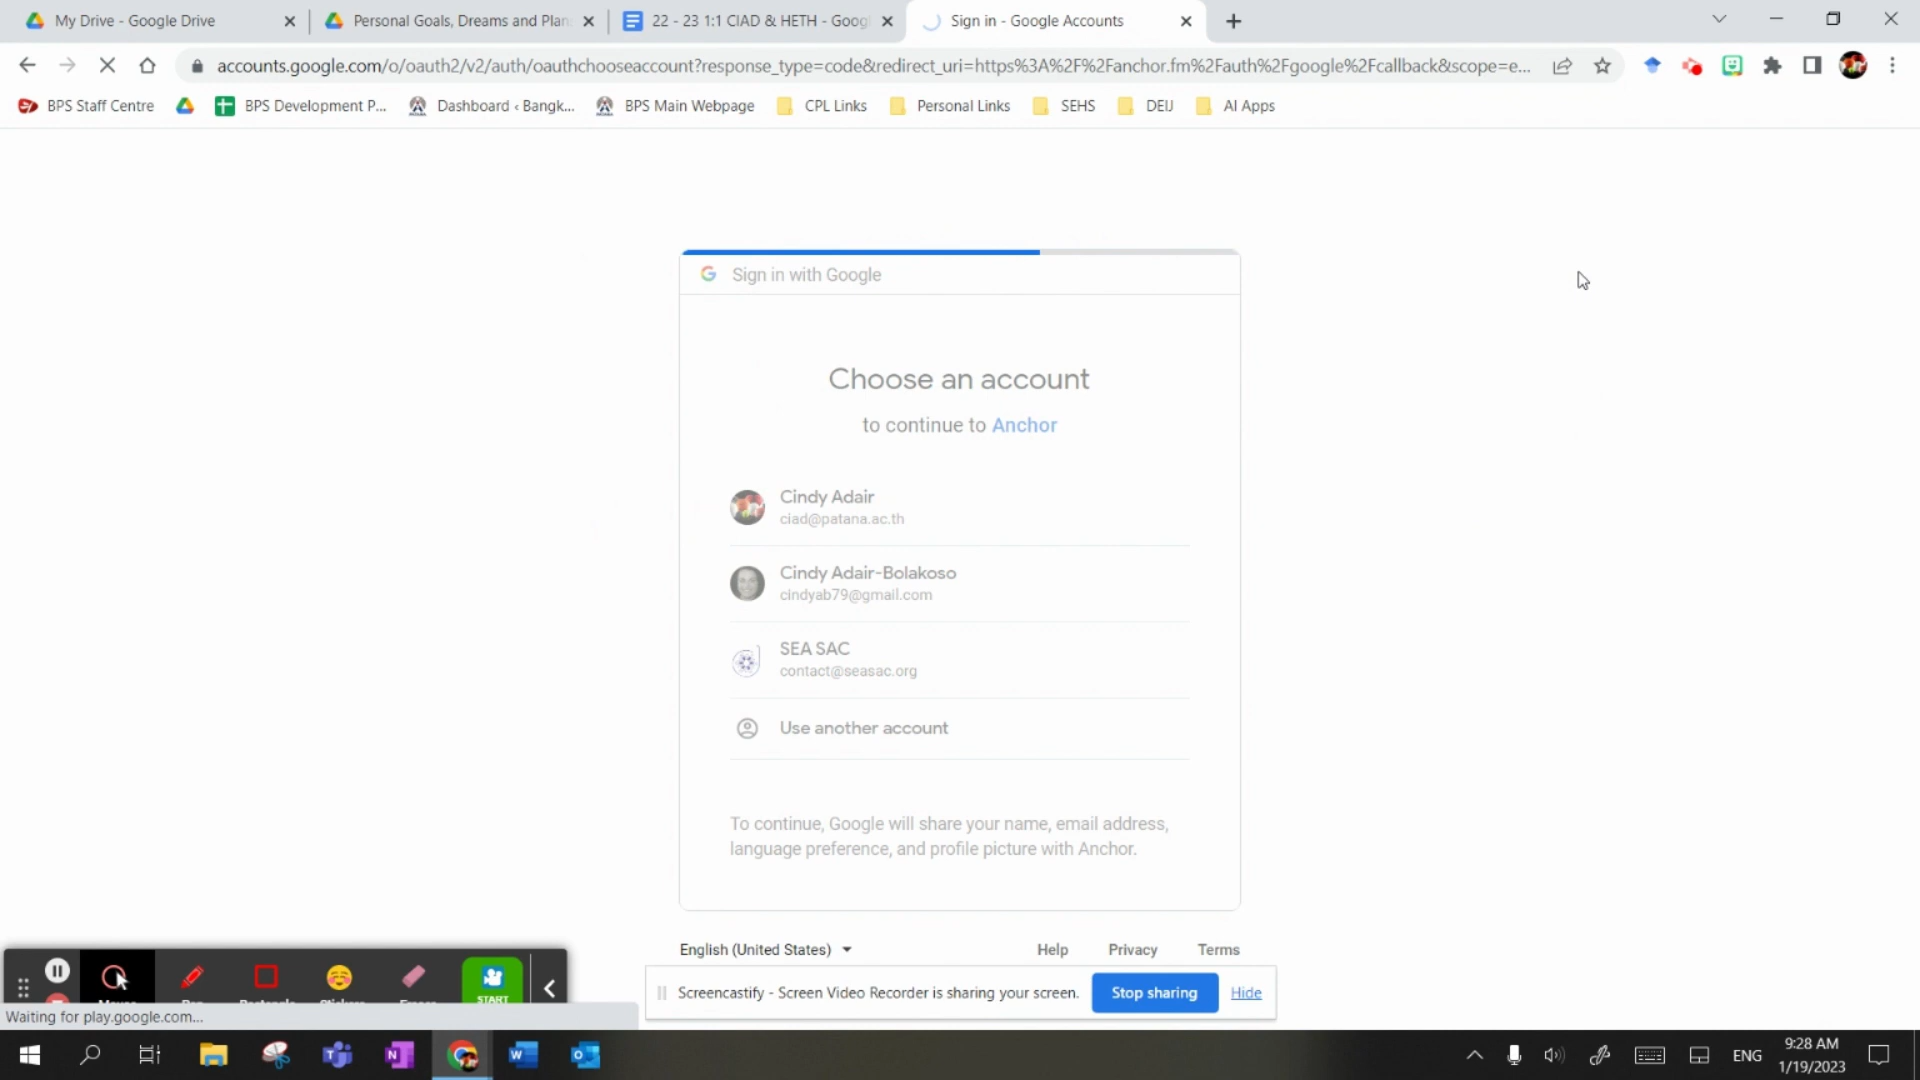 My Drive - Google Drive
Personal Goals, Dreams and Plan
22 - 23 1:1 CIAD & HETH - Goog
Sign in - Google Accounts
accounts.google.com/o/oauth2/v2/auth/oauthchooseaccount?response_type=code&redirect_uri=https%3A%2F%2Fanchor.fm%2Fauth%2Fgoogle%2Fcallback&scope=e...
BPS Staff Centre
BPS Development P...
Dashboard ‹ Bangk...
BPS Main Webpage
CPL Links
Personal Links
SEHS
DEIJ
AI Apps
Sign in with Google
Choose an account
to continue to Anchor
Cindy Adair
ciad@patana.ac.th
Cindy Adair-Bolakoso
cindyab79@gmail.com
SEA SAC
contact@seasac.org
Use another account
To continue, Google will share your name, email address,
language preference, and profile picture with Anchor.
English (United States)
Help
Privacy
Terms
START
Screencastify - Screen Video Recorder is sharing your screen.
Stop sharing
Hide
Waiting for play.google.com...
ENG
9:28 AM
1/19/2023